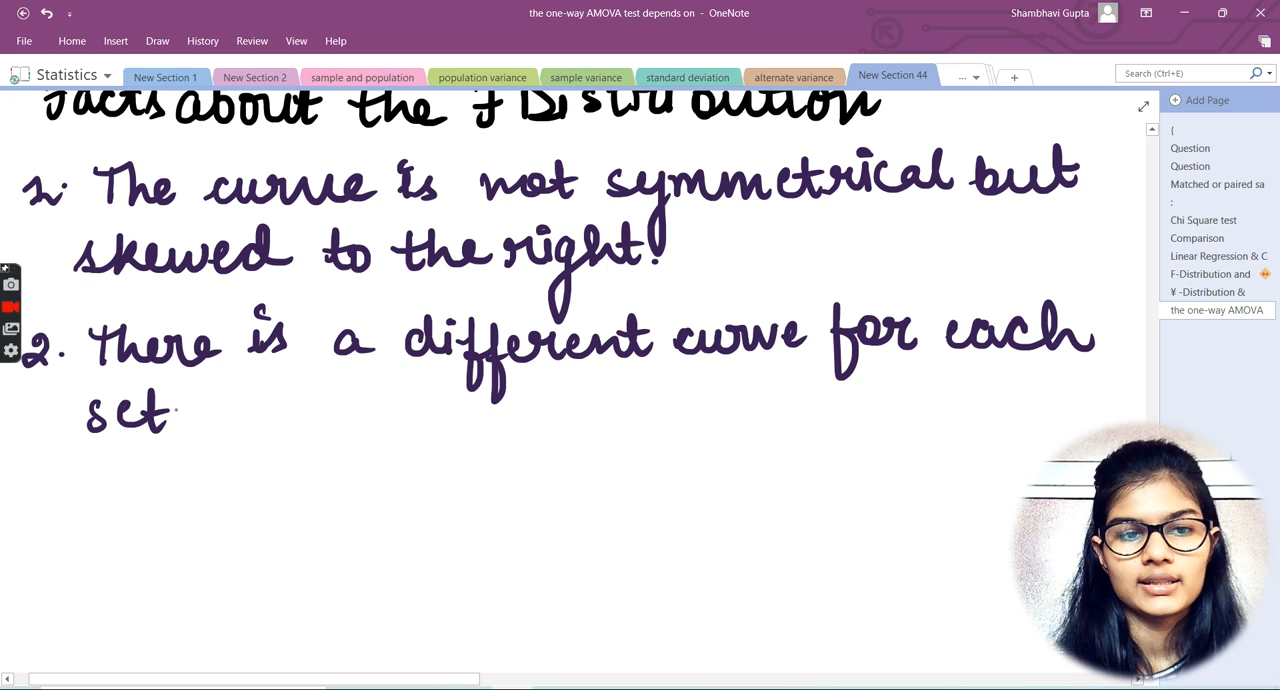 the one-way AMOVA test depends on - OneNote
Shambhavi Gupta
File Home Insert Draw History Review View Help
Statistics
New Section 1
New Section 2
sample and population
population variance
sample variance
standard deviation
alternate variance
New Section 44
...
+
Search (Ctrl+E)
Facts about the F Distribution
1. The curve is not symmetrical but
skewed to the right.
2. There is a different curve for each
set
Add Page
{
Question
Question
Matched or paired sa
:
Chi Square test
Comparison
Linear Regression & C
F-Distribution and
¥ -Distribution &
the one-way AMOVA